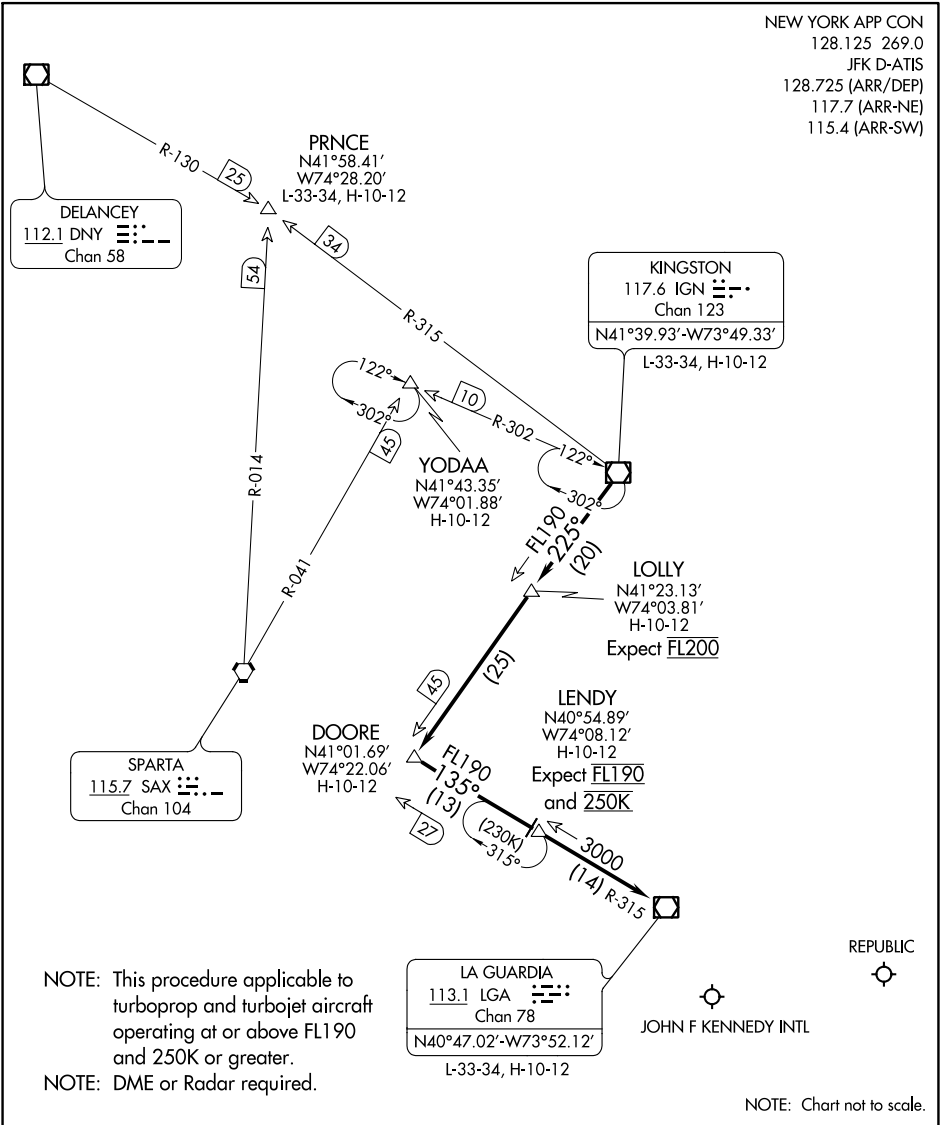 NEW YORK APP CON
128.125 269.0
JFK D-ATIS
128.725 (ARR/DEP)
117.7 (ARR-NE)
115.4 (ARR-SW)
PRNCE
N41°58.41'
W74°28.20'
L-33-34, H-10-12
R-130
25
DELANCEY
112.1 DNY
Chan 58
34
R-315
54
R-014
KINGSTON
117.6 IGN
Chan 123
N41°39.93'-W73°49.33'
L-33-34, H-10-12
122°
302°
10
R-302
122°
302°
45
R-041
YODAA
N41°43.35'
W74°01.88'
H-10-12
FL190
225°
(20)
LOLLY
N41°23.13'
W74°03.81'
H-10-12
Expect FL200
(25)
45
SPARTA
115.7 SAX
Chan 104
DOORE
N41°01.69'
W74°22.06'
H-10-12
27
LENDY
N40°54.89'
W74°08.12'
H-10-12
Expect FL190
and 250K
FL190
135°
(13)
(230K)
315°
3000
(14) R-315
LA GUARDIA
113.1 LGA
Chan 78
N40°47.02'-W73°52.12'
L-33-34, H-10-12
REPUBLIC
JOHN F KENNEDY INTL
NOTE: This procedure applicable to
turboprop and turbojet aircraft
operating at or above FL190
and 250K or greater.
NOTE: DME or Radar required.
NOTE: Chart not to scale.